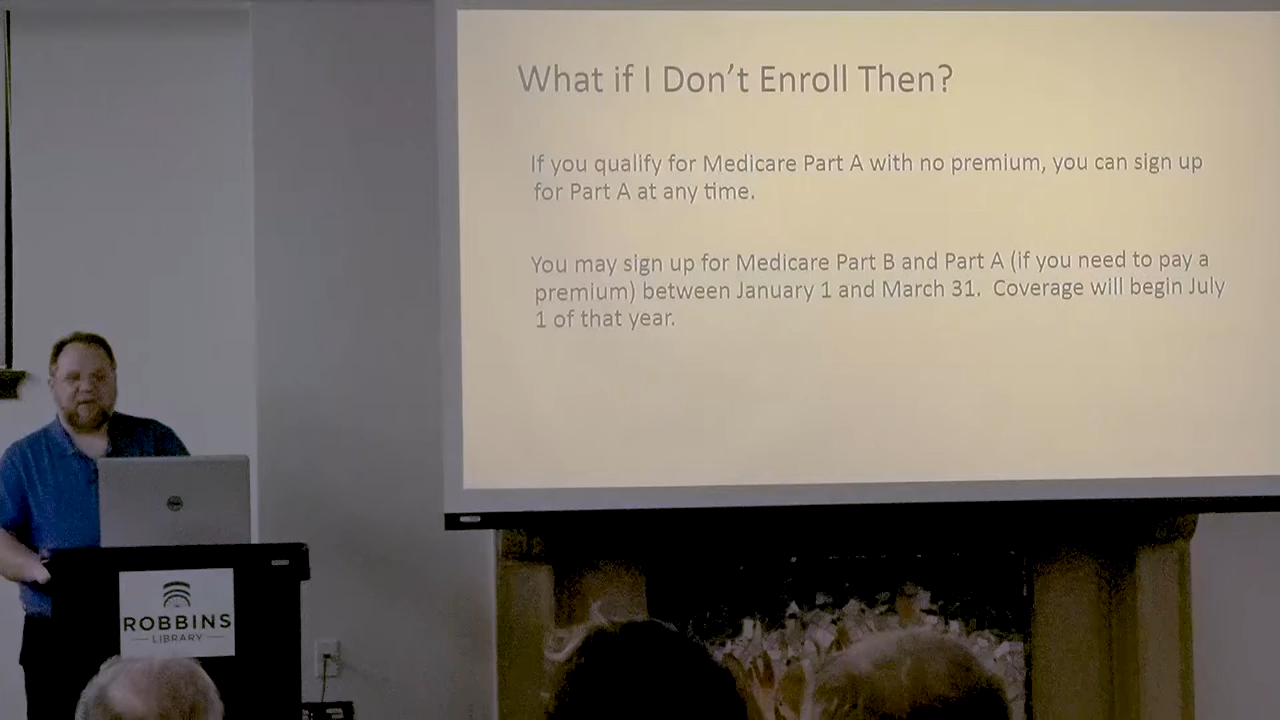 What if I Don't Enroll Then?
If you qualify for Medicare Part A with no premium, you can sign up
for Part A at any time.
You may sign up for Medicare Part B and Part A (if you need to pay a
premium) between January 1 and March 31.  Coverage will begin July
1 of that year.
ROBBINS
LIBRARY